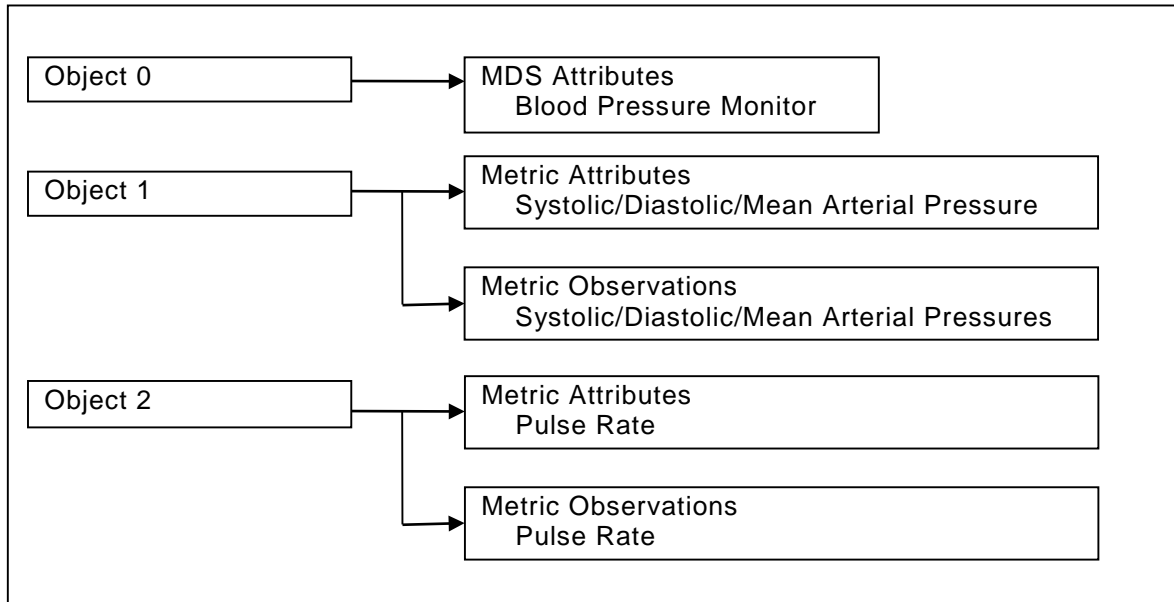 Object 0
MDS Attributes
Blood Pressure Monitor
Object 1
Metric Attributes
Systolic/Diastolic/Mean Arterial Pressure
Metric Observations
Systolic/Diastolic/Mean Arterial Pressures
Object 2
Metric Attributes
Pulse Rate
Metric Observations
Pulse Rate